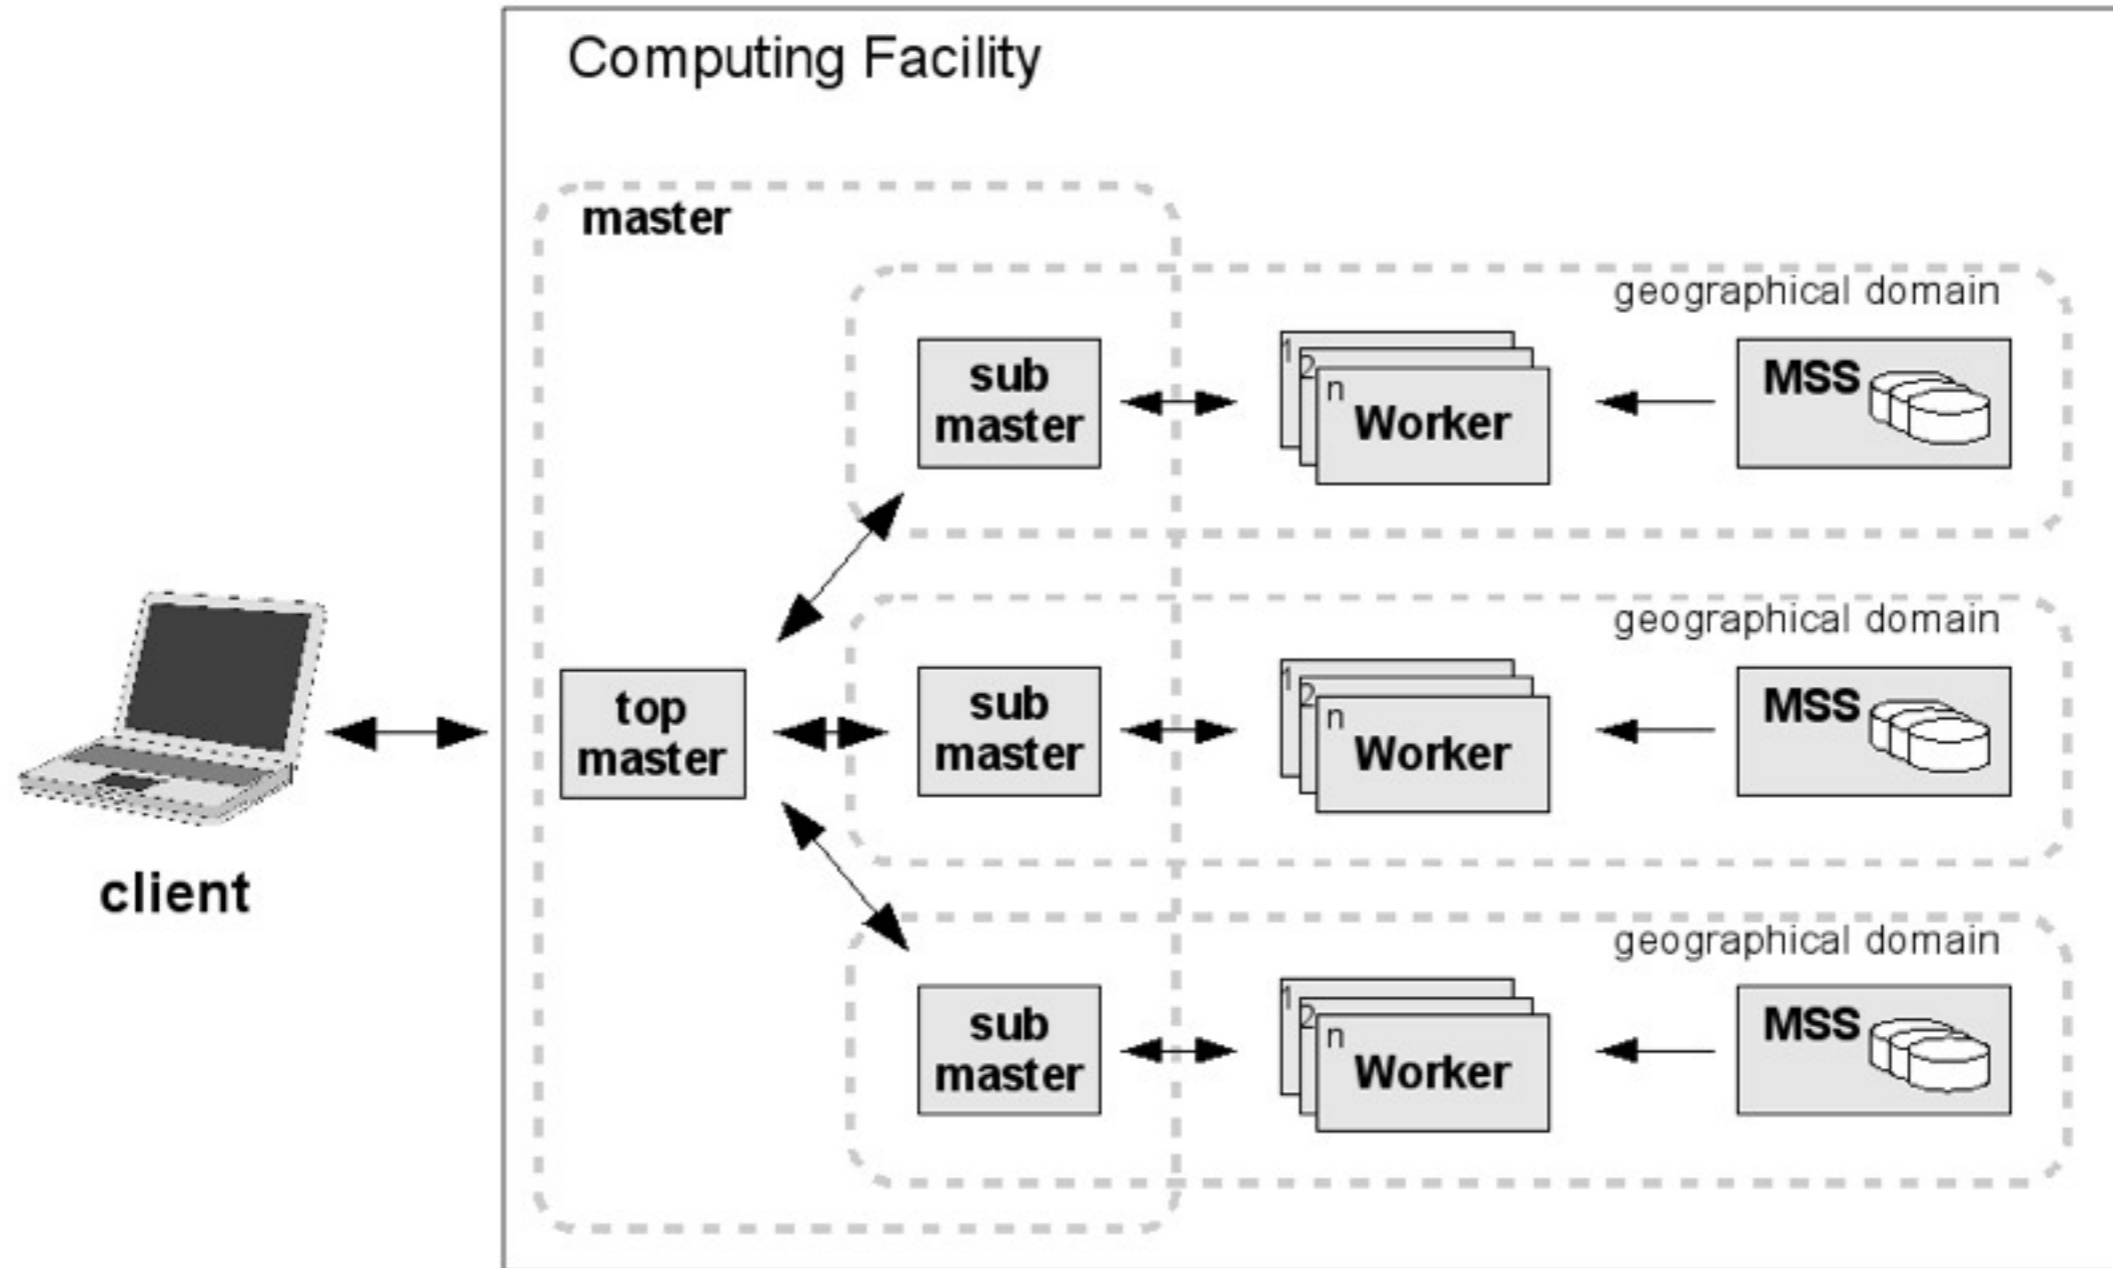 Computing Facility
master
geographical domain
sub
master
1
2
n
Worker
MSS
geographical domain
top
master
sub
master
1
2
n
Worker
MSS
client
geographical domain
sub
master
1
2
n
Worker
MSS